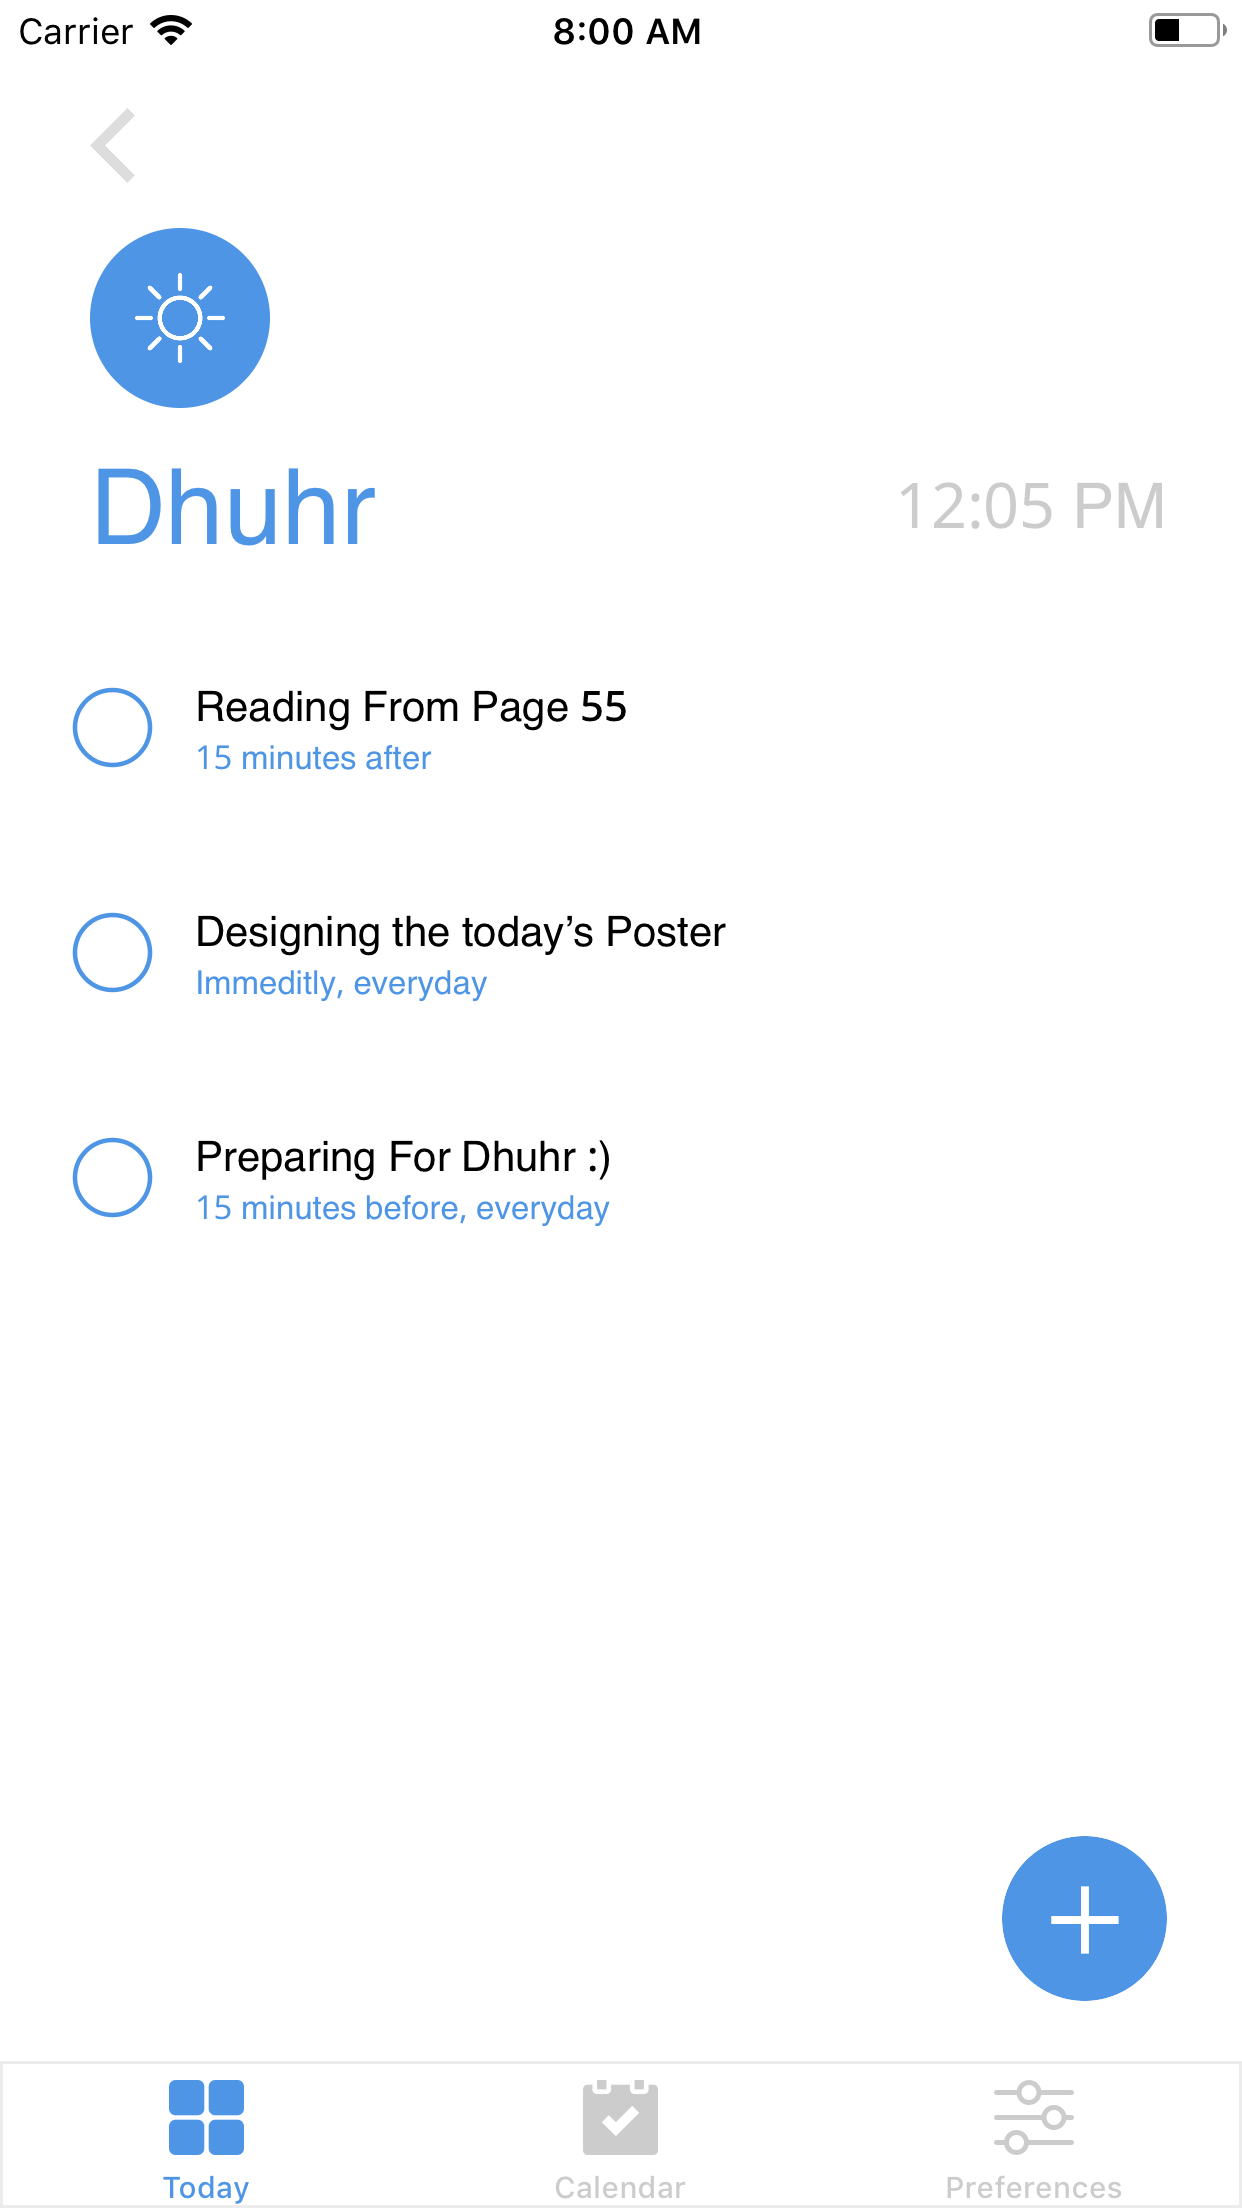 Carrier 8:00 AM
Dhuhr 12:05 PM
Reading From Page 55
15 minutes after
Designing the today’s Poster
Immeditly, everyday
Preparing For Dhuhr :)
15 minutes before, everyday
Today Calendar Preferences